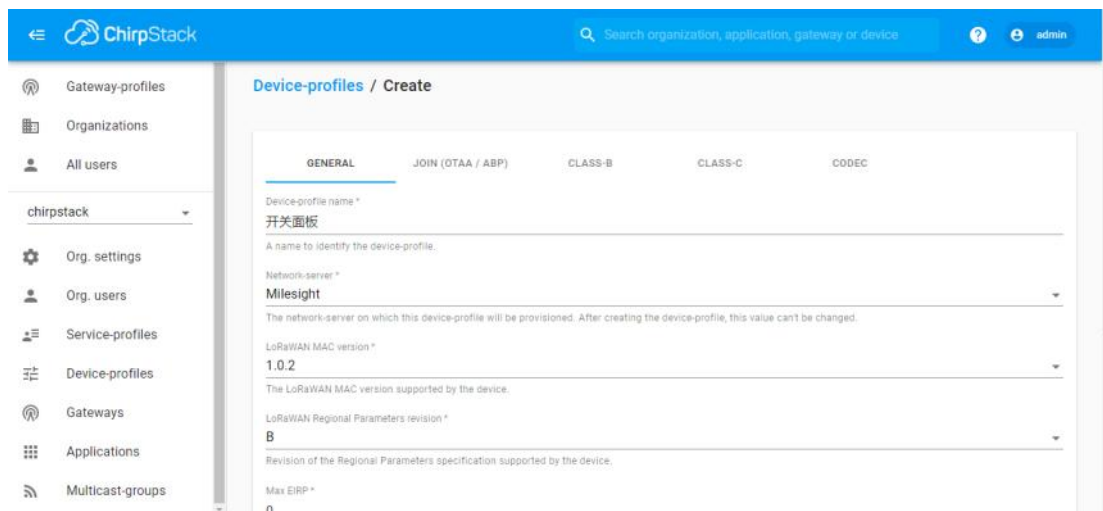 ChirpStack
Search organization, application, gateway or device
? admin
Gateway-profiles
Organizations
All users
chirpstack
Org. settings
Org. users
Service-profiles
Device-profiles
Gateways
Applications
Multicast-groups
Device-profiles / Create
GENERAL JOIN (OTAA / ABP) CLASS-B CLASS-C CODEC
Device-profile name *
开关面板
A name to identify the device-profile.
Network-server *
Milesight
The network-server on which this device-profile will be provisioned. After creating the device-profile, this value can't be changed.
LoRaWAN MAC version *
1.0.2
The LoRaWAN MAC version supported by the device.
LoRaWAN Regional Parameters revision *
B
Revision of the Regional Parameters specification supported by the device.
Max EIRP *
0